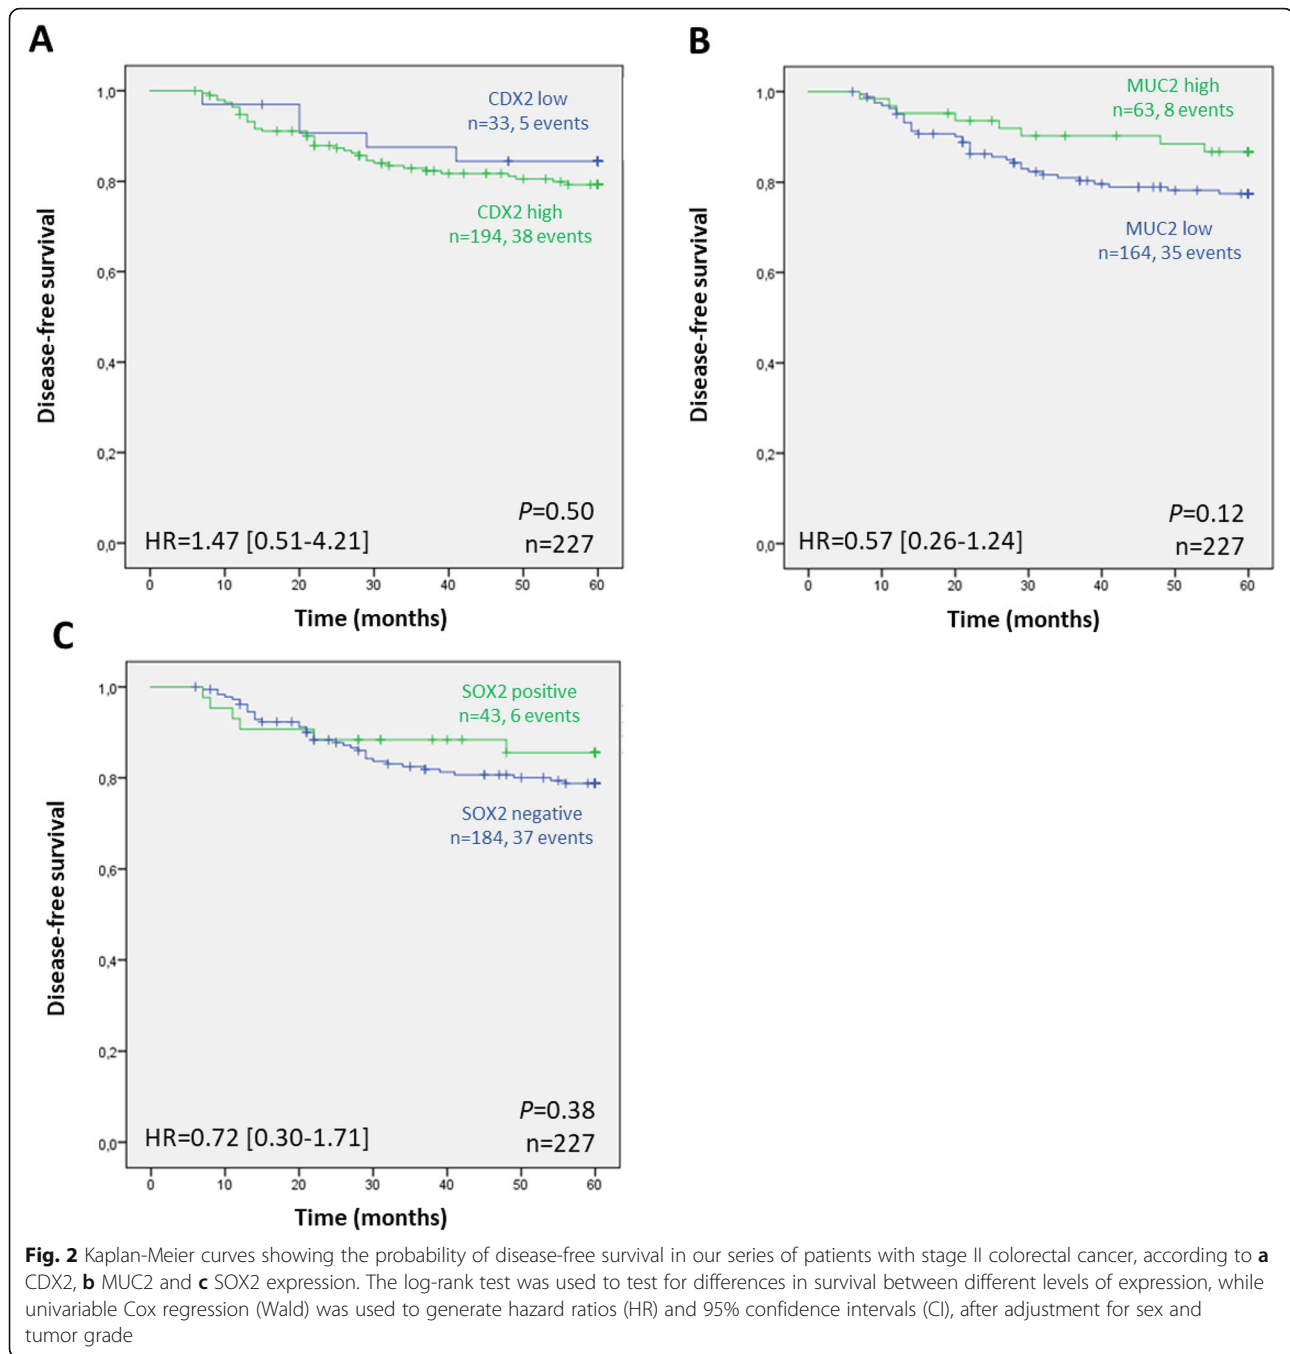 A
1,0
0,8
0,6
0,4
0,2
0,0
Disease-free survival
CDX2 low
n=33, 5 events
CDX2 high
n=194, 38 events
P=0.50
HR=1.47 [0.51-4.21]
n=227
0 10 20 30 40 50 60
Time (months)
B
1,0
0,8
0,6
0,4
0,2
0,0
Disease-free survival
MUC2 high
n=63, 8 events
MUC2 low
n=164, 35 events
P=0.12
HR=0.57 [0.26-1.24]
n=227
0 10 20 30 40 50 60
Time (months)
C
1,0
0,8
0,6
0,4
0,2
0,0
Disease-free survival
SOX2 positive
n=43, 6 events
SOX2 negative
n=184, 37 events
P=0.38
HR=0.72 [0.30-1.71]
n=227
0 10 20 30 40 50 60
Time (months)
Fig. 2 Kaplan-Meier curves showing the probability of disease-free survival in our series of patients with stage II colorectal cancer, according to a
CDX2, b MUC2 and c SOX2 expression. The log-rank test was used to test for differences in survival between different levels of expression, while
univariable Cox regression (Wald) was used to generate hazard ratios (HR) and 95% confidence intervals (CI), after adjustment for sex and
tumor grade